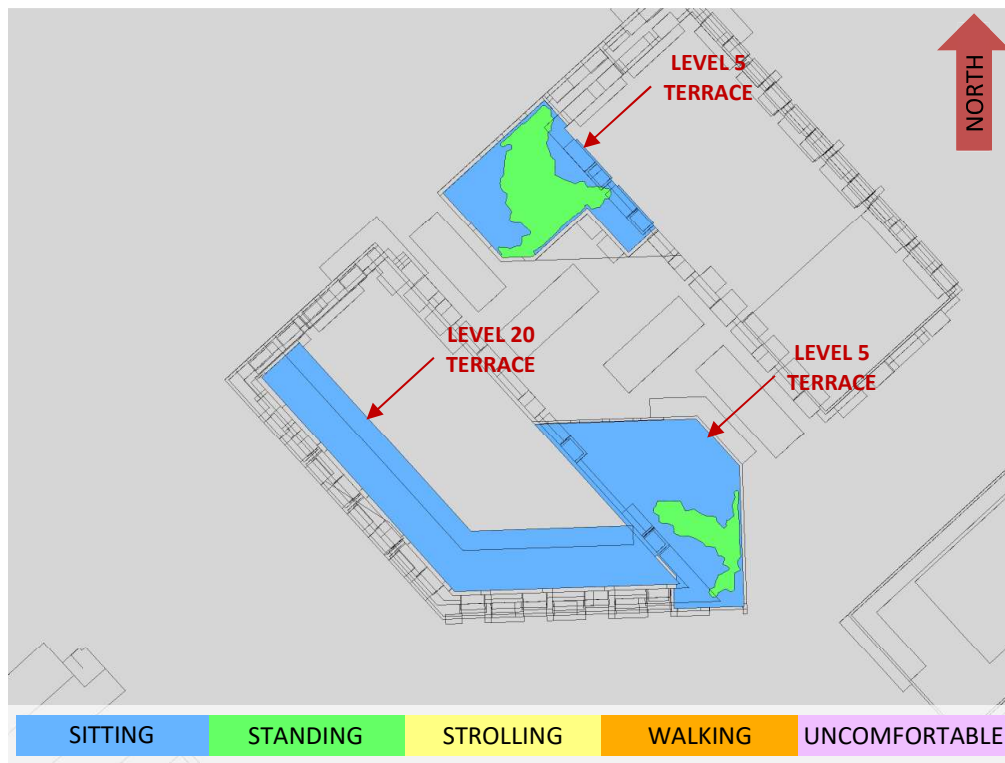 LEVEL 5
TERRACE
NORTH
LEVEL 20
TERRACE
LEVEL 5
TERRACE
SITTING
STANDING
STROLLING
WALKING
UNCOMFORTABLE